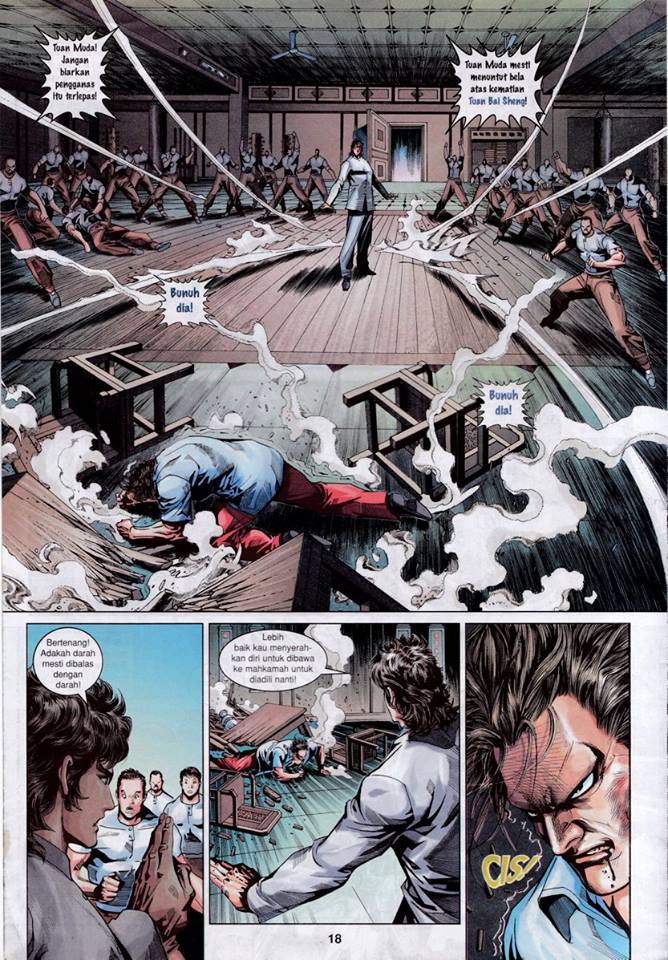 Tuan Muda!
Jangan
biarkan
pengganas
itu terlepas!
Tuan Muda mesti
menuntut bela
atas kematian
Tuan Bai Sheng!
Bunuh
dia!
Bunuh
dia!
Bertenang!
Adakah darah
mesti dibalas
dengan
darah!
Lebih
baik kau menyerah-
kan diri untuk dibawa
ke mahkamah untuk
diadili nanti!
CIS!
18